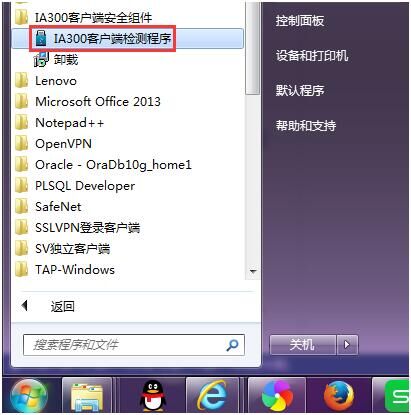 IA300客户端安全组件
IA300客户端检测程序
卸载
Lenovo
Microsoft Office 2013
Notepad++
OpenVPN
Oracle - OraDb10g_home1
PLSQL Developer
SafeNet
SSLVPN登录客户端
SV独立客户端
TAP-Windows
返回
搜索程序和文件
控制面板
设备和打印机
默认程序
帮助和支持
关机
S